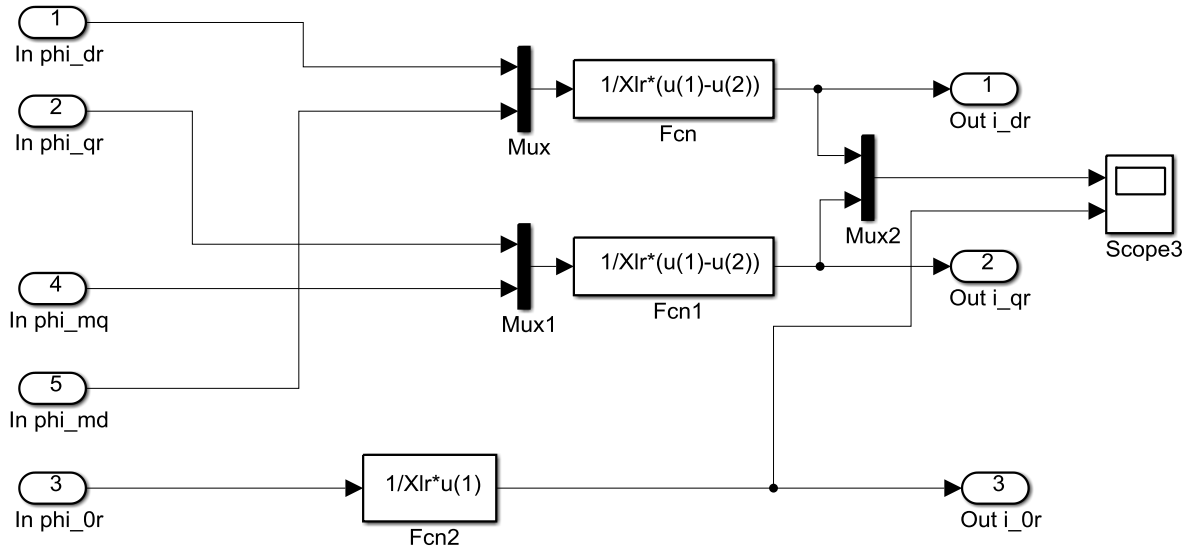 1
In phi_dr
2
In phi_qr
4
In phi_mq
5
In phi_md
3
In phi_0r
Mux
1/Xlr*(u(1)-u(2))
Fcn
1
Out i_dr
Mux1
1/Xlr*(u(1)-u(2))
Fcn1
Mux2
Scope3
2
Out i_qr
1/Xlr*u(1)
Fcn2
3
Out i_0r